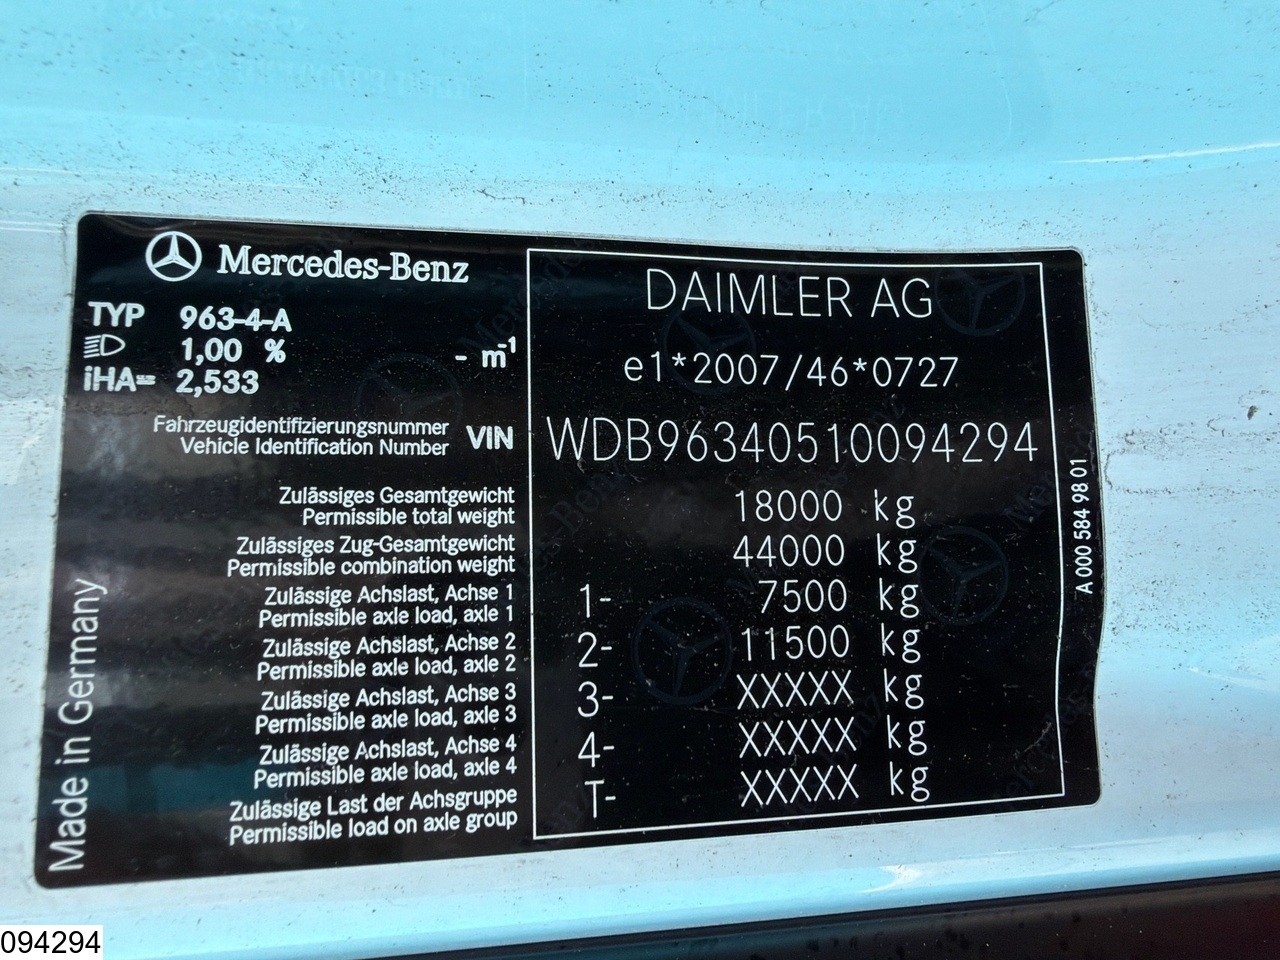 Mercedes-Benz
TYP 963-4-A
1,00 % - m-1
iHA= 2,533
DAIMLER AG
e1*2007/46*0727
Fahrzeugidentifizierungsnummer
Vehicle Identification Number
VIN WDB96340510094294
Zulässiges Gesamtgewicht
Permissible total weight
18000 kg
Zulässiges Zug-Gesamtgewicht
Permissible combination weight
44000 kg
Zulässige Achslast, Achse 1
Permissible axle load, axle 1
1- 7500 kg
Zulässige Achslast, Achse 2
Permissible axle load, axle 2
2- 11500 kg
Zulässige Achslast, Achse 3
Permissible axle load, axle 3
3- XXXXX kg
Zulässige Achslast, Achse 4
Permissible axle load, axle 4
4- XXXXX kg
Zulässige Last der Achsgruppe
Permissible load on axle group
T- XXXXX kg
Made in Germany
A 000 584 98 01
094294